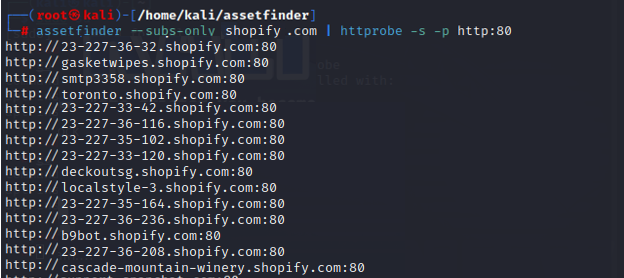 (root㉿kali)-[/home/kali/assetfinder]
# assetfinder --subs-only shopify .com | httprobe -s -p http:80
http://23-227-36-32.shopify.com:80
http://gasketwipes.shopify.com:80
http://smtp3358.shopify.com:80
http://toronto.shopify.com:80
http://23-227-33-42.shopify.com:80
http://23-227-36-116.shopify.com:80
http://23-227-35-102.shopify.com:80
http://23-227-33-120.shopify.com:80
http://deckoutsg.shopify.com:80
http://localstyle-3.shopify.com:80
http://23-227-35-164.shopify.com:80
http://23-227-36-236.shopify.com:80
http://b9bot.shopify.com:80
http://23-227-36-208.shopify.com:80
http://cascade-mountain-winery.shopify.com:80